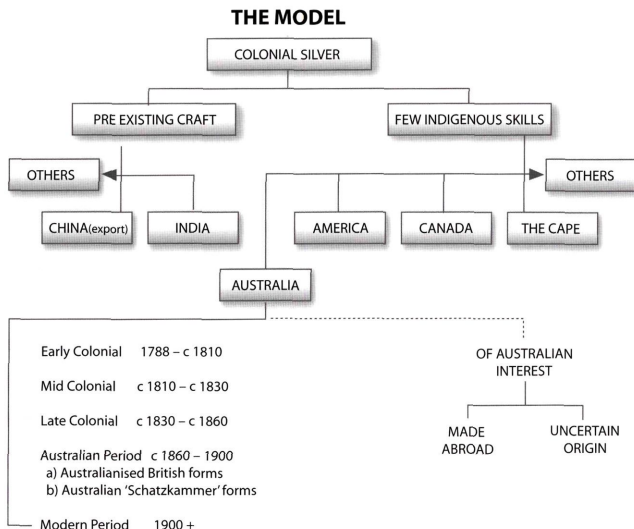 THE MODEL
COLONIAL SILVER
PRE EXISTING CRAFT
FEW INDIGENOUS SKILLS
OTHERS
OTHERS
CHINA(export)
INDIA
AMERICA
CANADA
THE CAPE
AUSTRALIA
Early Colonial 1788 – c 1810
Mid Colonial c 1810 – c 1830
Late Colonial c 1830 – c 1860
Australian Period c 1860 – 1900
a) Australianised British forms
b) Australian ‘Schatzkammer’ forms
Modern Period 1900 +
OF AUSTRALIAN
INTEREST
MADE
ABROAD
UNCERTAIN
ORIGIN